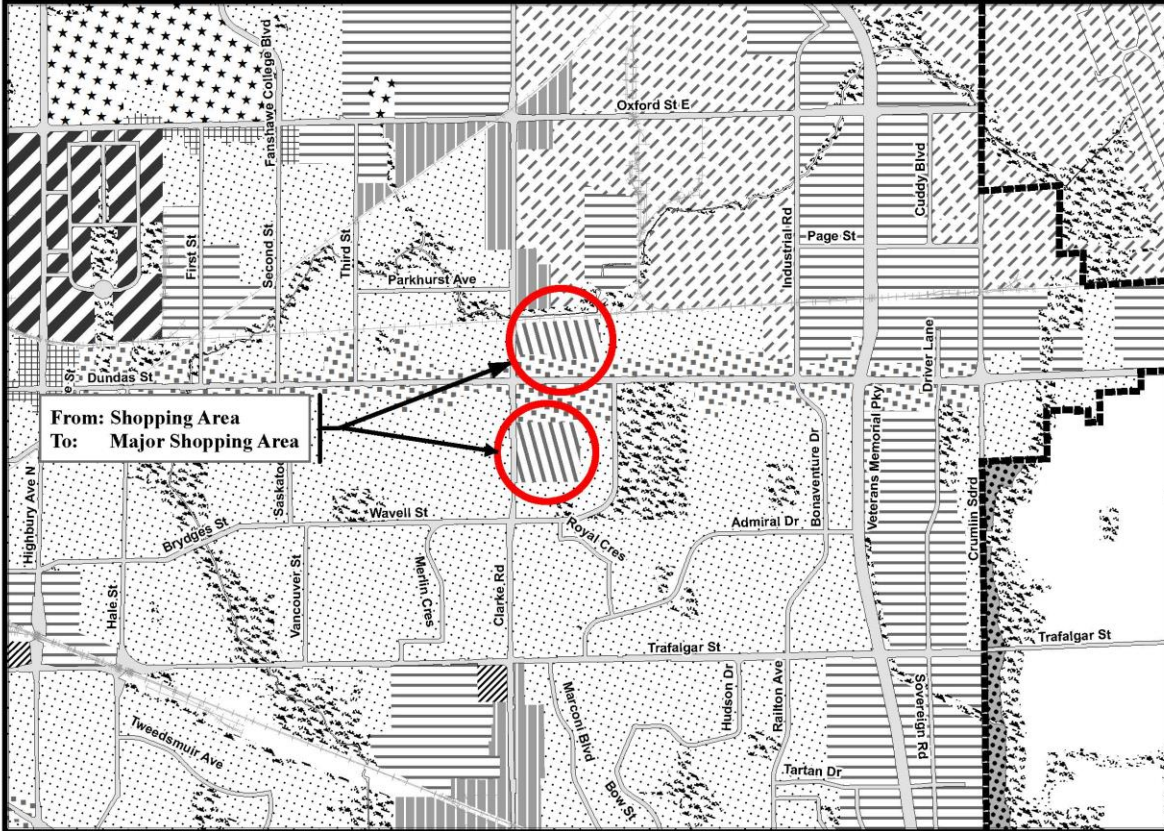 Fanshawe College Blvd
Oxford St E
Cuddy Blvd
Industrial Rd
First St
Second St
Third St
Page St
Parkhurst Ave
Driver Lane
Dundas St
e St
From: Shopping Area
To: Major Shopping Area
Highbury Ave N
Saskatoo
Bonaventure Dr
Veterans Memorial Pky
Crumlin Sdrd
Wavell St
Brydges St
Royal Cres
Admiral Dr
Hale St
Vancouver St
Merlin Cres
Clarke Rd
Trafalgar St
Trafalgar St
Marconi Blvd
Hudson Dr
Railton Ave
Sovereign Rd
Tweedsmuir Ave
Bow St
Tartan Dr